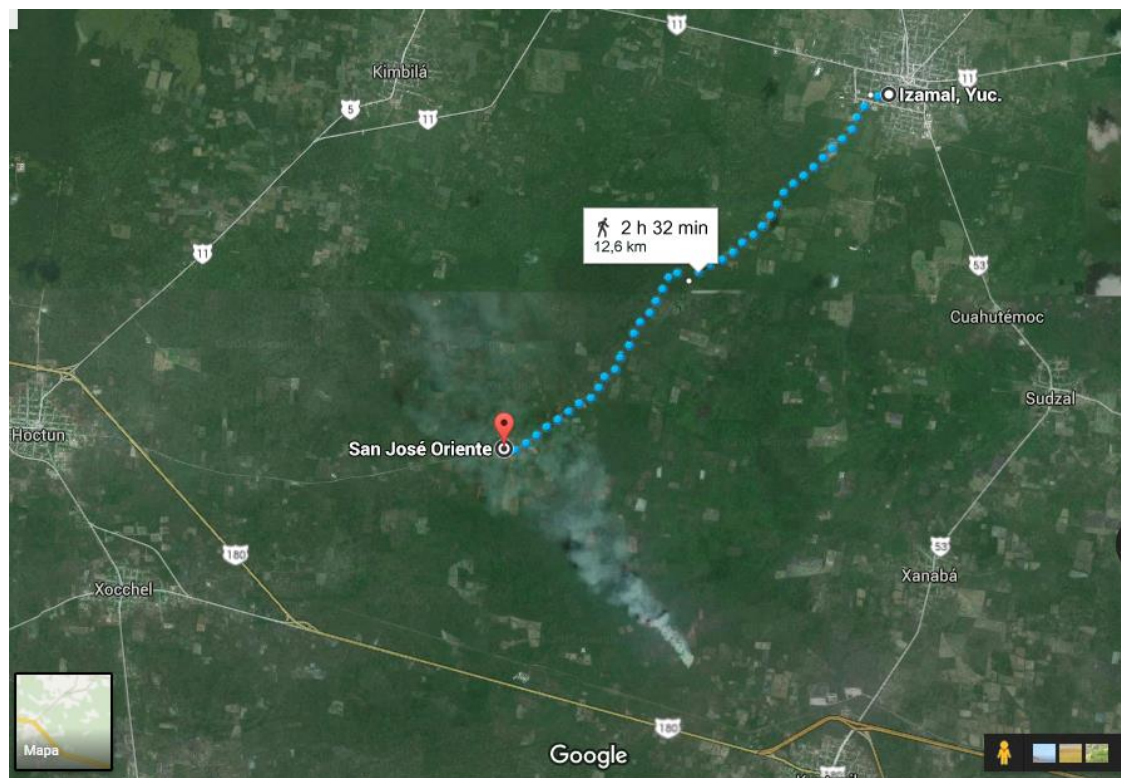 11
Kimbilá
11
Izamal, Yuc.
5
11
2 h 32 min
12,6 km
11
53
Cuahutémoc
Sudzal
Hoctun
San José Oriente
180
53
Xanabá
Xocchel
Mapa
Google
180